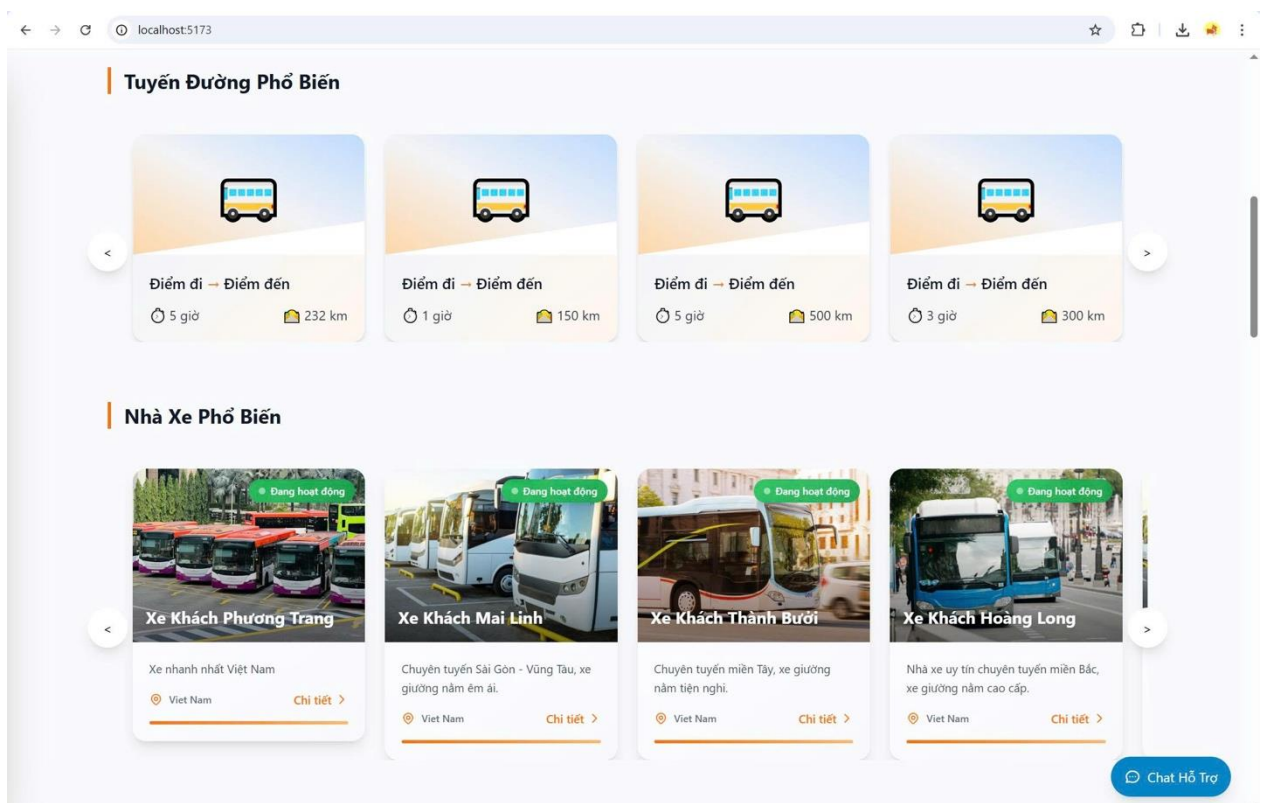 localhost:5173
Tuyến Đường Phổ Biến
<
Điểm đi → Điểm đến
5 giờ 232 km
Điểm đi → Điểm đến
1 giờ 150 km
Điểm đi → Điểm đến
5 giờ 500 km
Điểm đi → Điểm đến
3 giờ 300 km
>
Nhà Xe Phổ Biến
<
Đang hoạt động
Xe Khách Phương Trang
Xe nhanh nhất Việt Nam
Viet Nam Chi tiết >
Đang hoạt động
Xe Khách Mai Linh
Chuyên tuyến Sài Gòn - Vũng Tàu, xe
giường nằm êm ái.
Viet Nam Chi tiết >
Đang hoạt động
Xe Khách Thành Bưởi
Chuyên tuyến miền Tây, xe giường
nằm tiện nghi.
Viet Nam Chi tiết >
Đang hoạt động
Xe Khách Hoàng Long
Nhà xe uy tín chuyên tuyến miền Bắc,
xe giường nằm cao cấp.
Viet Nam Chi tiết >
>
Chat Hỗ Trợ